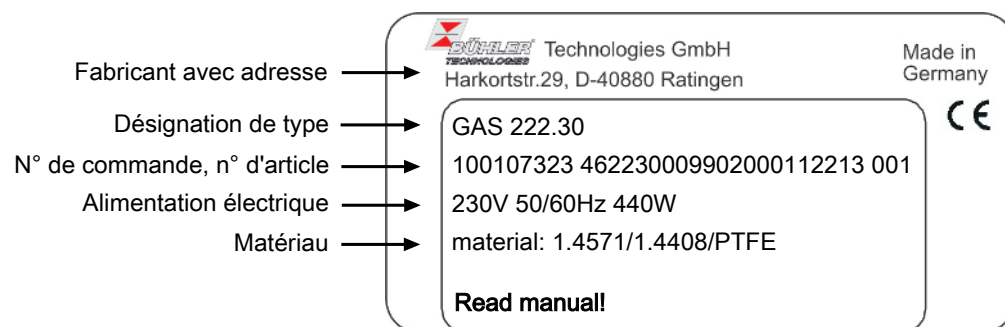 BÜHLER Technologies GmbH
TECHNOLOGIES
Made in
Germany
Fabricant avec adresse
Harkortstr.29, D-40880 Ratingen
Désignation de type
GAS 222.30
N° de commande, n° d'article
100107323 462230009902000112213 001
Alimentation électrique
230V 50/60Hz 440W
Matériau
material: 1.4571/1.4408/PTFE
Read manual!
CE